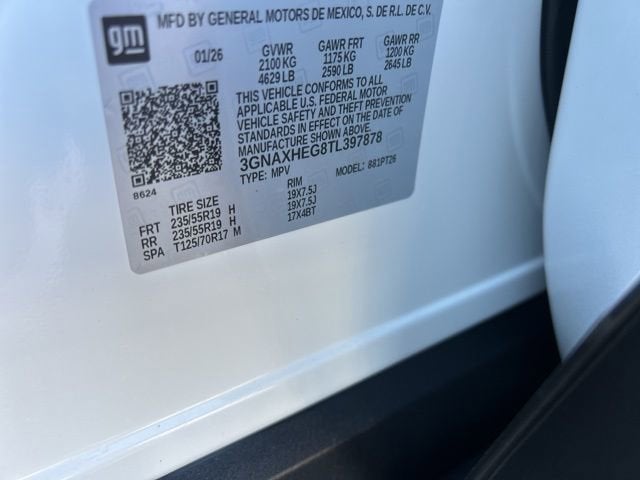 gm
MFD BY GENERAL MOTORS DE MEXICO, S. DE R.L. DE C.V.
01/26 GVWR GAWR FRT GAWR RR
2100 KG 1175 KG 1200 KG
4629 LB 2590 LB 2645 LB
THIS VEHICLE CONFORMS TO ALL
APPLICABLE U.S. FEDERAL MOTOR
VEHICLE SAFETY AND THEFT PREVENTION
STANDARDS IN EFFECT ON THE DATE OF
MANUFACTURE SHOWN ABOVE.
3GNAXHEG8TL397878
TYPE: MPV MODEL: 881PT26
8624
TIRE SIZE RIM
FRT 235/55R19 H 19X7.5J
RR 235/55R19 H 19X7.5J
SPA T125/70R17 M 17X4BT